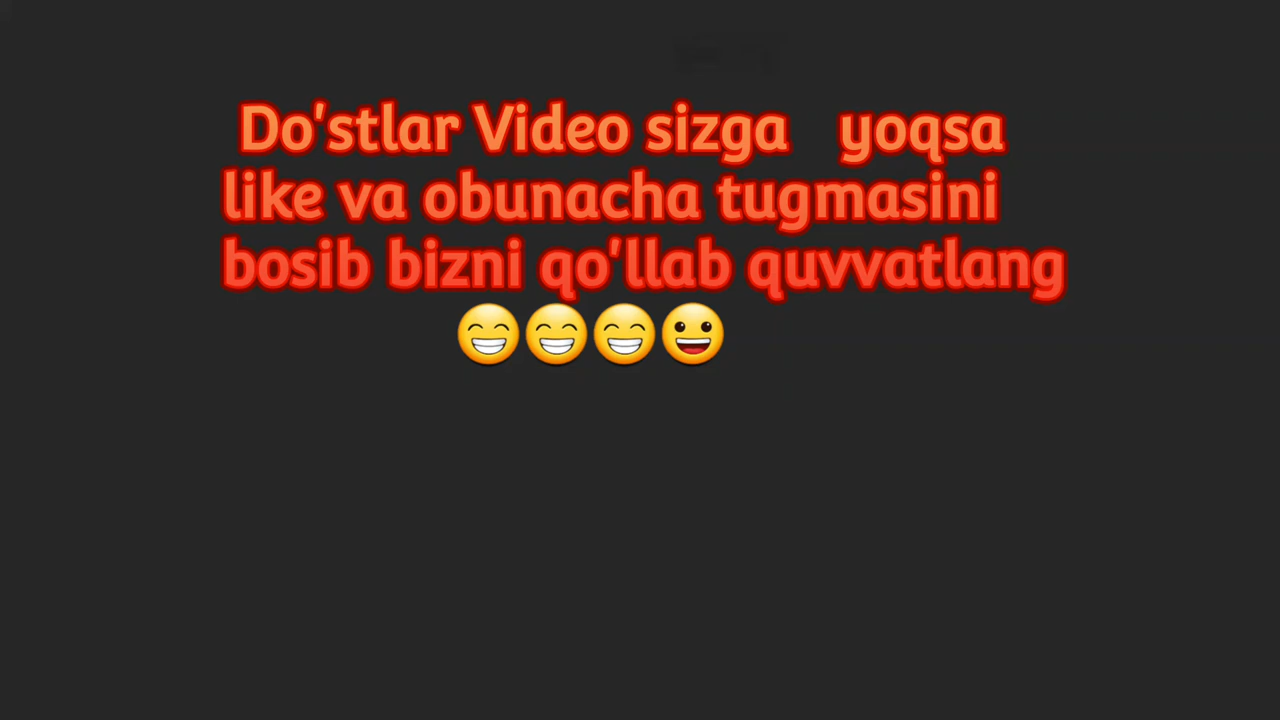 Do'stlar Video sizga yoqsa
like va obunacha tugmasini
bosib bizni qo'llab quvvatlang
😁😁😁😀